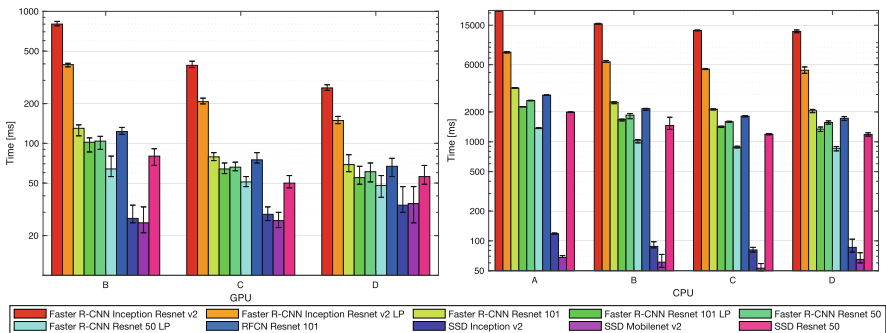 1000
500
200
100
50
20
Time [ms]
B
C
D
GPU
15000
6000
2000
1000
100
50
Time [ms]
A
B
C
D
CPU
Faster R-CNN Inception Resnet v2
Faster R-CNN Inception Resnet v2 LP
Faster R-CNN Resnet 101
Faster R-CNN Resnet 101 LP
Faster R-CNN Resnet 50
Faster R-CNN Resnet 50 LP
RFCN Resnet 101
SSD Inception v2
SSD Mobilenet v2
SSD Resnet 50